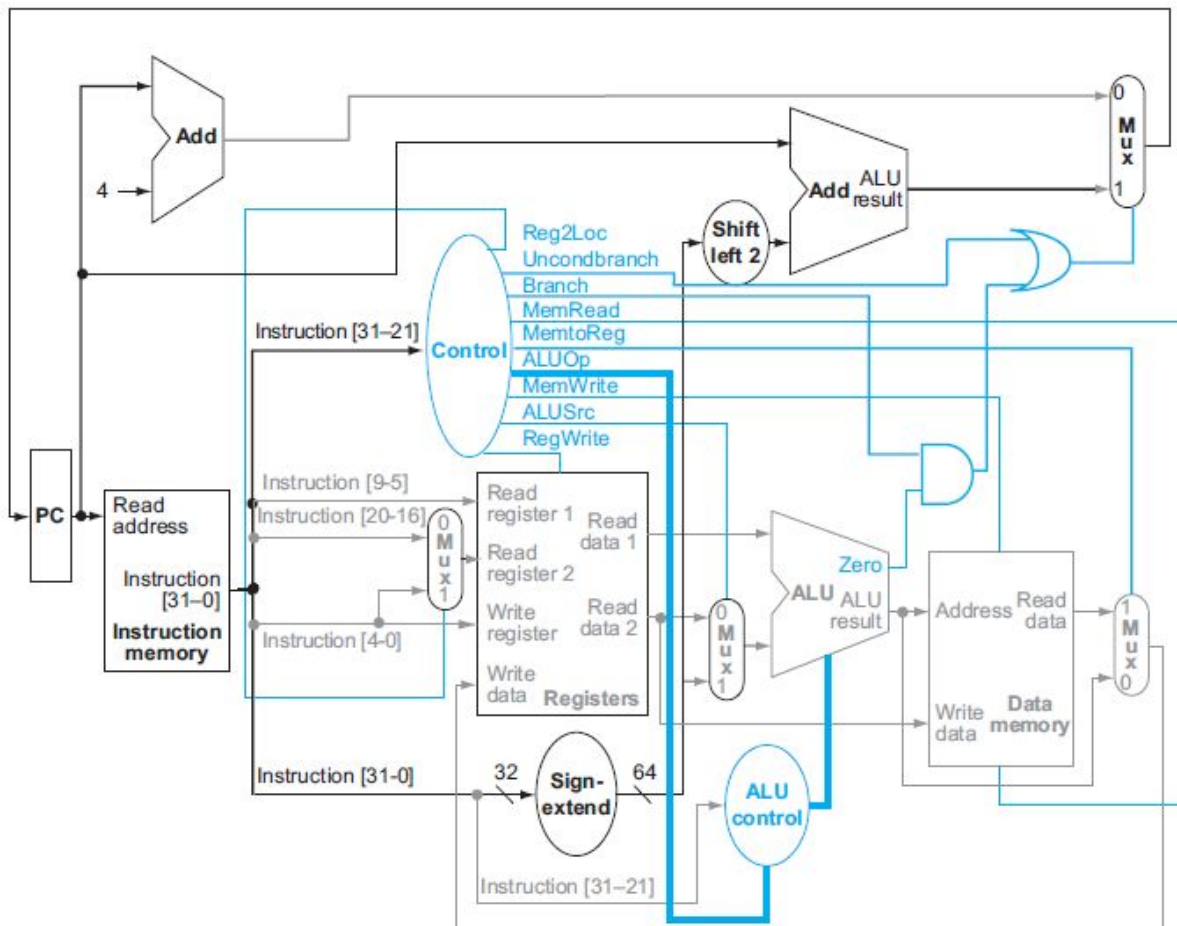 Add
4
Add
ALU
result
0
Mux
1
Shift
left 2
Reg2Loc
Uncondbranch
Branch
MemRead
MemtoReg
ALUOp
MemWrite
ALUSrc
RegWrite
Instruction [31–21]
Control
PC
Read
address
Instruction
[31–0]
Instruction
memory
Instruction [9-5]
Instruction [20-16]
Instruction [4-0]
0
Mux
1
Read
register 1
Read
register 2
Write
register
Write
data
Read
data 1
Read
data 2
Registers
0
Mux
1
Zero
ALU
ALU
result
Address
Read
data
Write
data
Data
memory
1
Mux
0
Instruction [31-0]
32
Sign-
extend
64
ALU
control
Instruction [31–21]